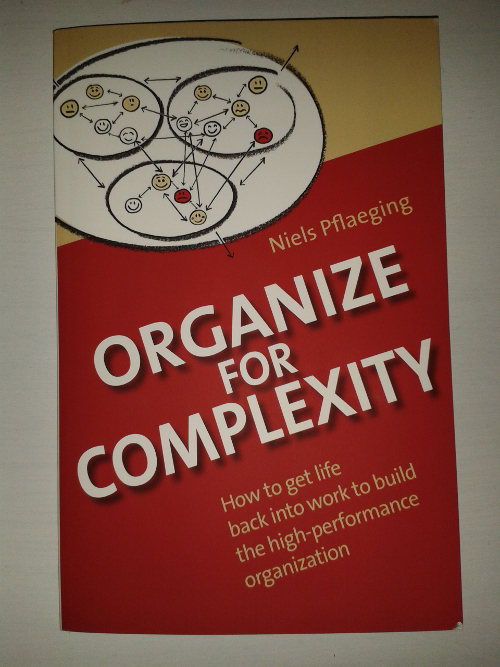 Niels Pflaeging
ORGANIZE
FOR
COMPLEXITY
How to get life
back into work to build
the high-performance
organization